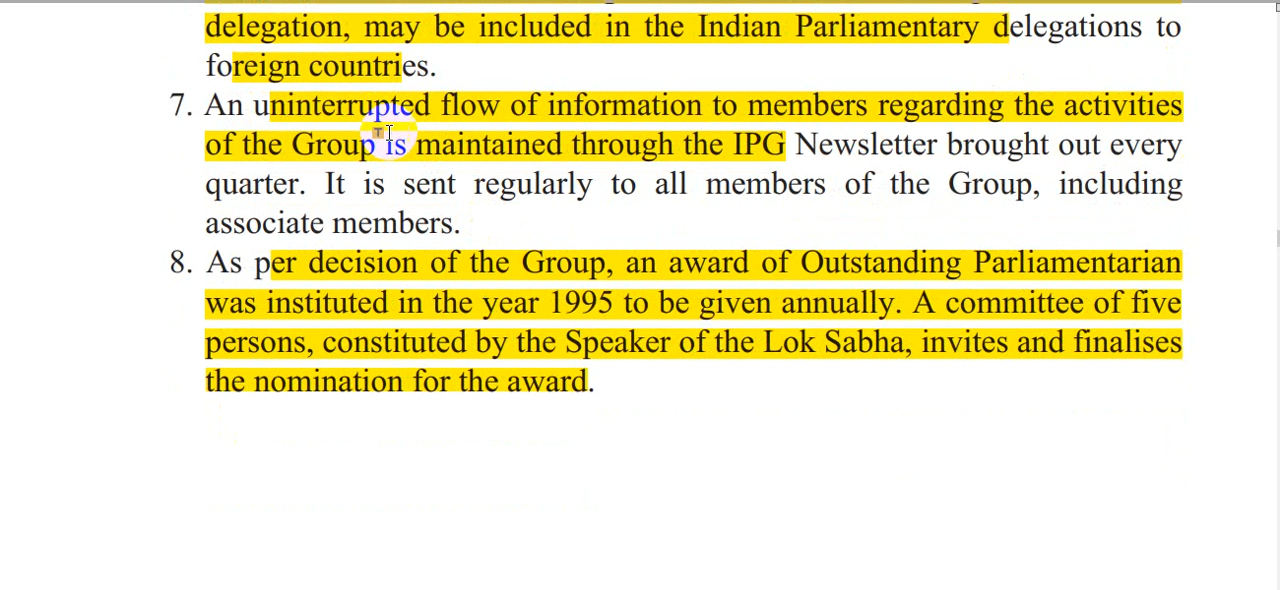 delegation, may be included in the Indian Parliamentary delegations to
foreign countries.
7. An uninterrupted flow of information to members regarding the activities
of the Group is maintained through the IPG Newsletter brought out every
quarter. It is sent regularly to all members of the Group, including
associate members.
8. As per decision of the Group, an award of Outstanding Parliamentarian
was instituted in the year 1995 to be given annually. A committee of five
persons, constituted by the Speaker of the Lok Sabha, invites and finalises
the nomination for the award.